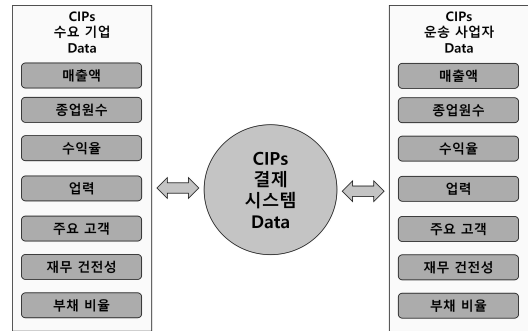 CIPs
수요 기업
Data
매출액
종업원수
수익율
업력
주요 고객
재무 건전성
부채 비율
CIPs
결제
시스템
Data
CIPs
운송 사업자
Data
매출액
종업원수
수익율
업력
주요 고객
재무 건전성
부채 비율